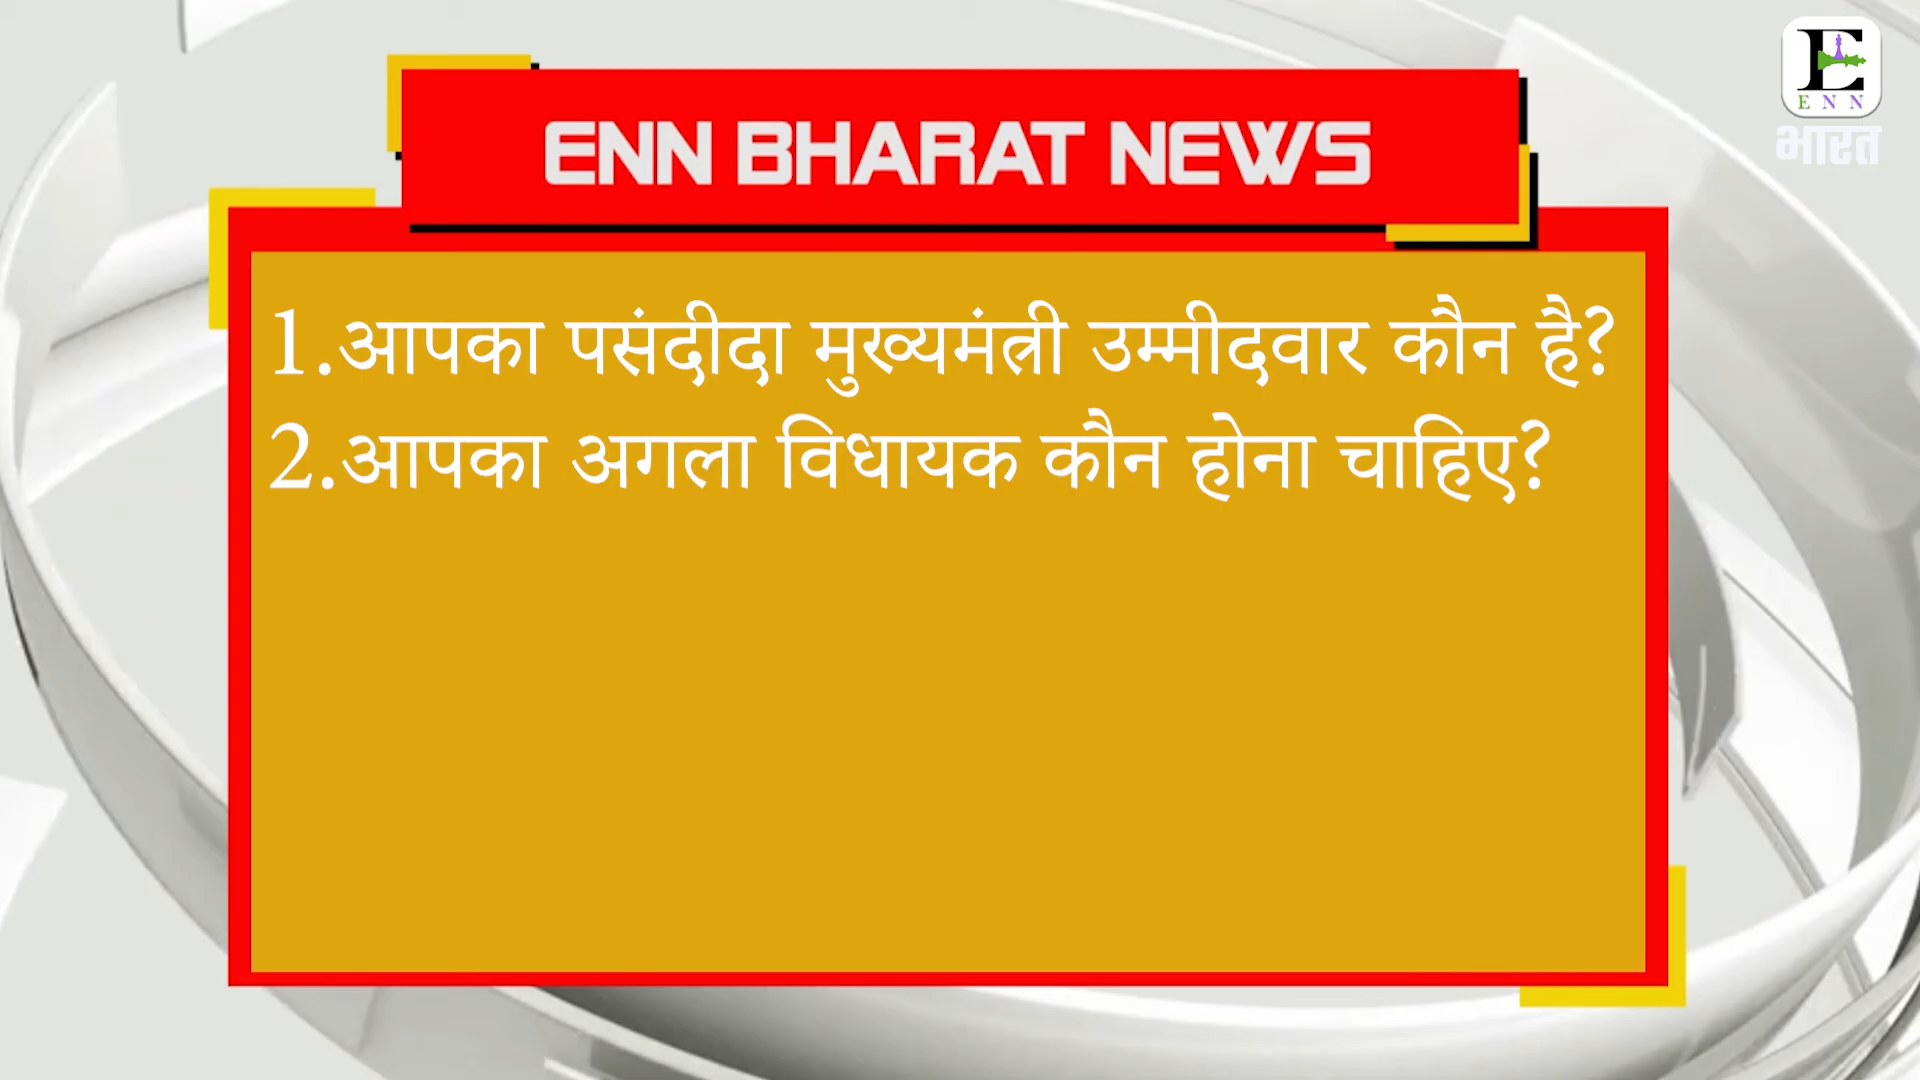 E
ENN
भारत
ENN BHARAT NEWS
1.आपका पसंदीदा मुख्यमंत्री उम्मीदवार कौन है?
2.आपका अगला विधायक कौन होना चाहिए?